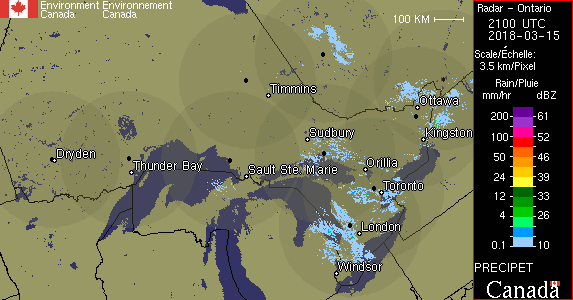 Environment Environnement
Canada Canada
100 KM
Timmins
Ottawa
Sudbury
Kingston
Dryden
Thunder Bay
Sault Ste. Marie
Orillia
Toronto
London
Windsor
Radar - Ontario
2100 UTC
2018-03-15
Scale/Échelle:
3.5 km/Pixel
Rain/Pluie
mm/hr dBZ
200 61
100 52
50 46
24 39
12 33
4 26
0.1 10
PRECIPET
Canada